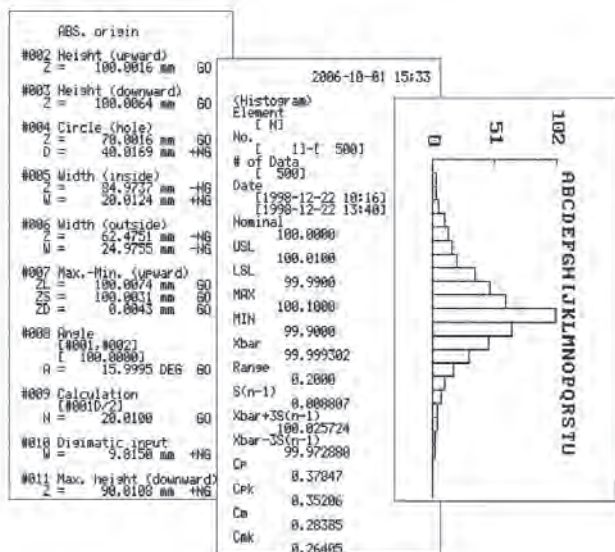 ABS. origin
#002 Height (upward)
Z = 100.0016 mm GO
#003 Height (downward)
Z = 100.0064 mm GO
#004 Circle (hole)
Z = 70.0016 mm GO
D = 40.0169 mm +NG
#005 Width (inside)
Z = 84.9737 mm -NG
W = 20.0124 mm +NG
#006 Width (outside)
Z = 62.4751 mm -NG
W = 24.9755 mm -NG
#007 Max.-Min. (upward)
ZL = 100.0074 mm GO
ZS = 100.0031 mm GO
ZD = 0.0043 mm GO
#008 Angle
[#001,#002]
[ 100.0000]
A = 15.9995 DEG GO
#009 Calculation
[#001D/2]
N = 20.0100 GO
#010 Digimatic input
W = 9.8150 mm +NG
#011 Max. height (downward)
Z = 90.0108 mm +NG
2006-10-01 15:33
(Histogram)
Element
[ N]
No.
[ 1]-[ 500]
# of Data
[ 500]
Date
[1998-12-22 10:16]
[1998-12-22 13:40]
Nominal
100.0000
USL
100.0100
LSL
99.9900
MAX
100.1000
MIN
99.9000
Xbar
99.999302
Range
0.2000
S(n-1)
0.008807
Xbar+3S(n-1)
100.025724
Xbar-3S(n-1)
99.972880
Cp
0.37847
Cpk
0.35206
Cm
0.28385
Cmk
0.26405
0 51 102
ABCDEFGHIJKLMNOPQRSTU